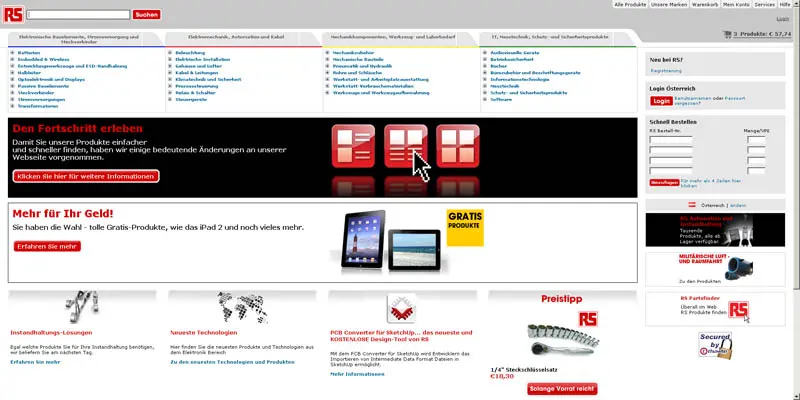 Alle Produkte | Unsere Marken | Warenkorb | Mein Konto | Services | Hilfe
RS
Suchen
Login
3 Produkte: € 57,74
Elektronische Bauelemente, Stromversorgung und Steckverbinder
Batterien
Embedded & Wireless
Entwicklungswerkzeuge und ESD-Handhabung
Halbleiter
Optoelektronik und Displays
Passive Bauelemente
Steckverbinder
Stromversorgungen
Transformatoren
Elektromechanik, Automation und Kabel
Beleuchtung
Elektrische Installation
Gehäuse und Lüfter
Kabel & Leitungen
Klimatechnik und Sicherheit
Prozesssteuerung
Relais & Schalter
Steuergeräte
Mechanikkomponenten, Werkzeug- und Laborbedarf
Mechanikzubehör
Mechanische Bauteile
Pneumatik und Hydraulik
Rohre und Schläuche
Werkstatt- und Arbeitsplatzausstattung
Werkstatt-Verbrauchsmaterialien
Werkzeuge und Werkzeugaufbewahrung
IT, Messtechnik, Schutz- und Sicherheitsprodukte
Audiovisuelle Geräte
Betriebssicherheit
Bücher
Bürozubehör und Beschriftungsgeräte
Informationstechnologie
Messtechnik
Schutz- und Sicherheitsprodukte
Software
Den Fortschritt erleben
Damit Sie unsere Produkte einfacher
und schneller finden, haben wir einige bedeutende Änderungen an unserer
Webseite vorgenommen.
Klicken Sie hier für weitere Informationen
Mehr für Ihr Geld!
Sie haben die Wahl - tolle Gratis-Produkte, wie das iPad 2 und noch vieles mehr.
Erfahren Sie mehr
GRATIS
PRODUKTE
Instandhaltungs-Lösungen
Egal welche Produkte Sie für Ihre Instandhaltung benötigen,
wir beliefern Sie am nächsten Tag.
Erfahren Sie mehr
Neueste Technologien
Hier finden Sie die neuesten Produkte und Technologien aus
dem Elektronik Bereich
Zu den neuesten Technologien und Produkten
PCB Converter für SketchUp... das neueste und
KOSTENLOSE Design-Tool von RS
Mit dem PCB Converter für SketchUp wird Entwicklern das
Importieren von Intermediate Data Format Dateien in
SketchUp ermöglicht.
Mehr Informationen
Preistipp
RS
1/4" Steckschlüsselsatz
€18,30
Solange Vorrat reicht
Neu bei RS?
Registrierung
Login Österreich
Login
Benutzernamen oder Passwort
vergessen?
Schnell Bestellen
RS Bestell-Nr.
Menge/VPE
Hinzufügen
Für mehr als 4 Zeilen hier
klicken
Österreich | ändern
RS Automation und
Instandhaltung
Tausende
Produkte, alle ab
Lager verfügbar.
MILITÄRISCHE LUFT -
UND RAUMFAHRT
Zu den Produkten
RS Partsfinder
Überall im Web
RS Produkte finden
RS
Secured
by